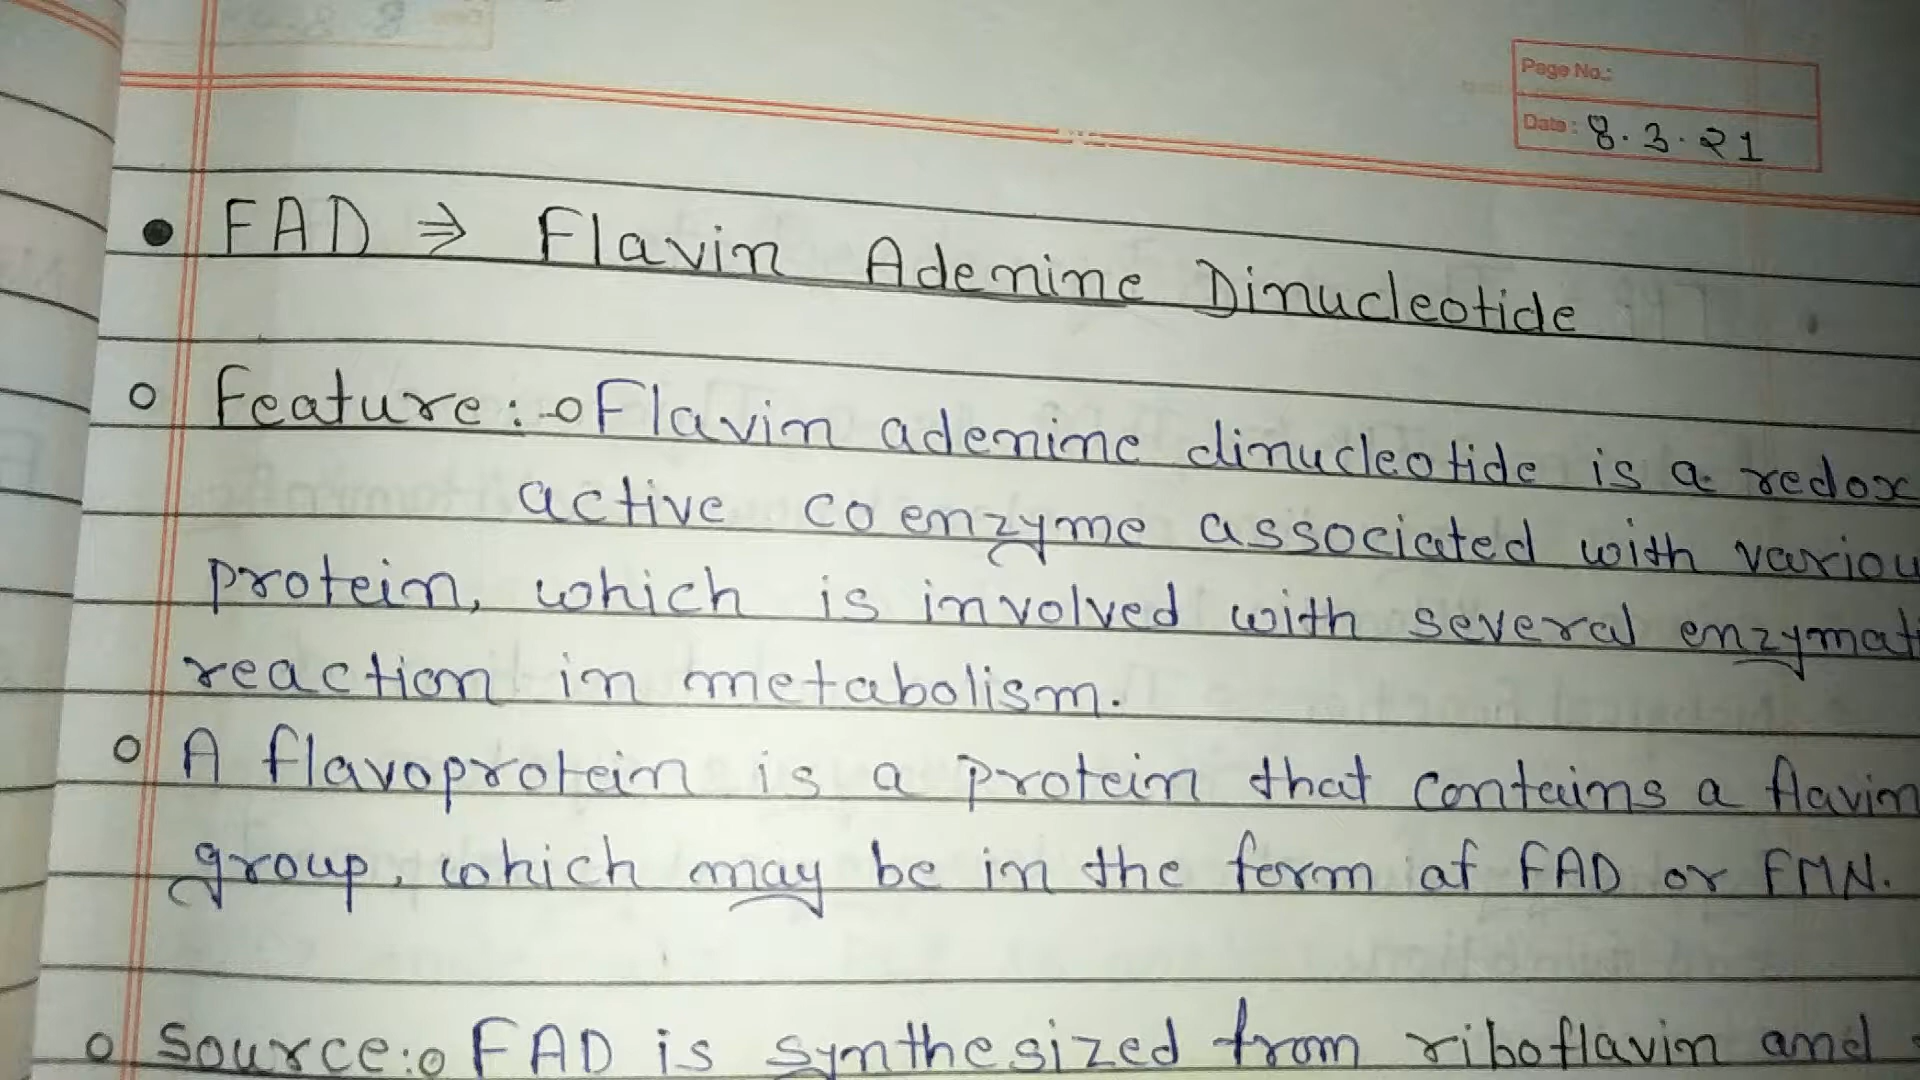 Page No.:
Date: 8.3.21
• FAD ⇒ Flavin Adenine Dinucleotide
o Feature:-o Flavin adenine dinucleotide is a redox
active coenzyme associated with variou
protein, which is involved with several enzymat
reaction in metabolism.
o A flavoprotein is a protein that contains a flavin
group, which may be in the form of FAD or FMN.
o Source:o FAD is synthesized from riboflavin and